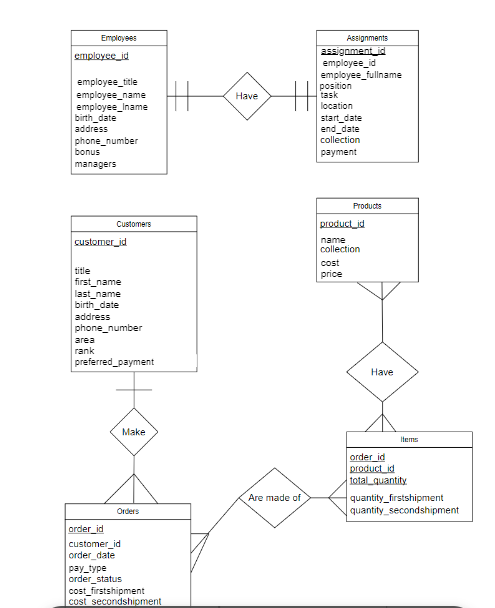 Employees
employee_id
employee_title
employee_name
employee_lname
birth_date
address
phone_number
bonus
managers
Have
Assignments
assignment_id
employee_id
employee_fullname
position
task
location
start_date
end_date
collection
payment
Customers
customer_id
title
first_name
last_name
birth_date
address
phone_number
area
rank
preferred_payment
Products
product_id
name
collection
cost
price
Have
Make
Items
order_id
product_id
total_quantity
quantity_firstshipment
quantity_secondshipment
Are made of
Orders
order_id
customer_id
order_date
pay_type
order_status
cost_firstshipment
cost_secondshipment